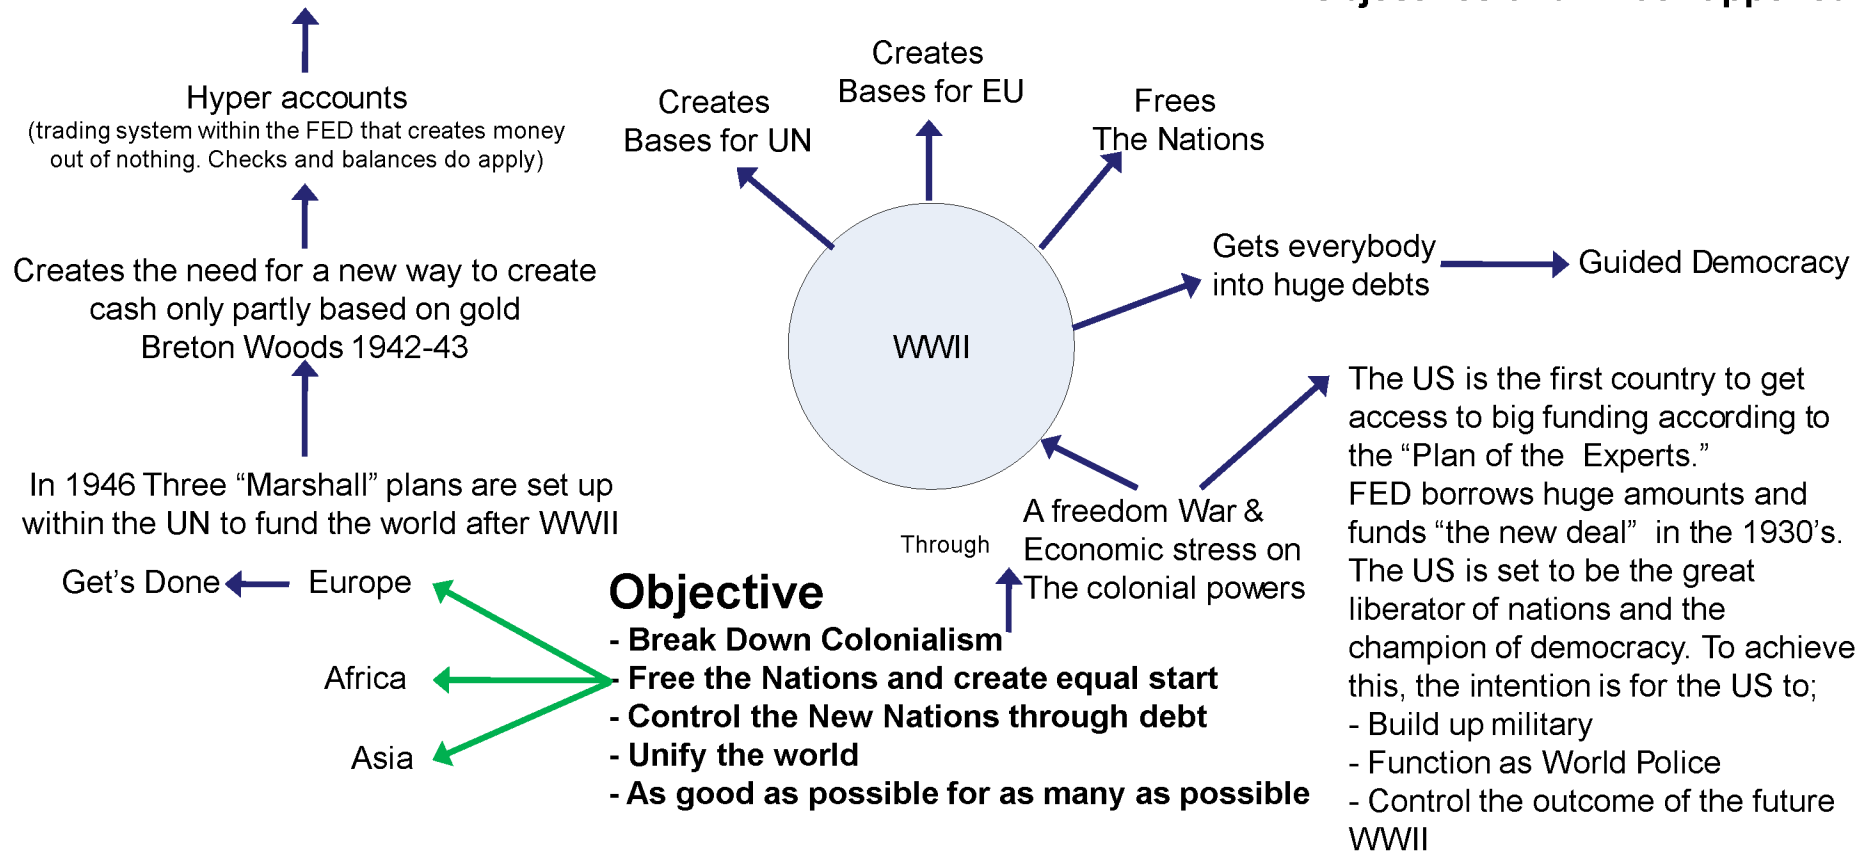 Hyper accounts
(trading system within the FED that creates money
out of nothing. Checks and balances do apply)
Creates the need for a new way to create
cash only partly based on gold
Breton Woods 1942-43
In 1946 Three “Marshall” plans are set up
within the UN to fund the world after WWII
Get’s Done
Europe
Africa
Asia
Creates
Bases for UN
Creates
Bases for EU
Frees
The Nations
Gets everybody
into huge debts
Guided Democracy
WWII
Through
A freedom War &
Economic stress on
The colonial powers
Objective
- Break Down Colonialism
- Free the Nations and create equal start
- Control the New Nations through debt
- Unify the world
- As good as possible for as many as possible
The US is the first country to get
access to big funding according to
the “Plan of the Experts.”
FED borrows huge amounts and
funds “the new deal” in the 1930’s.
The US is set to be the great
liberator of nations and the
champion of democracy. To achieve
this, the intention is for the US to;
- Build up military
- Function as World Police
- Control the outcome of the future
WWII